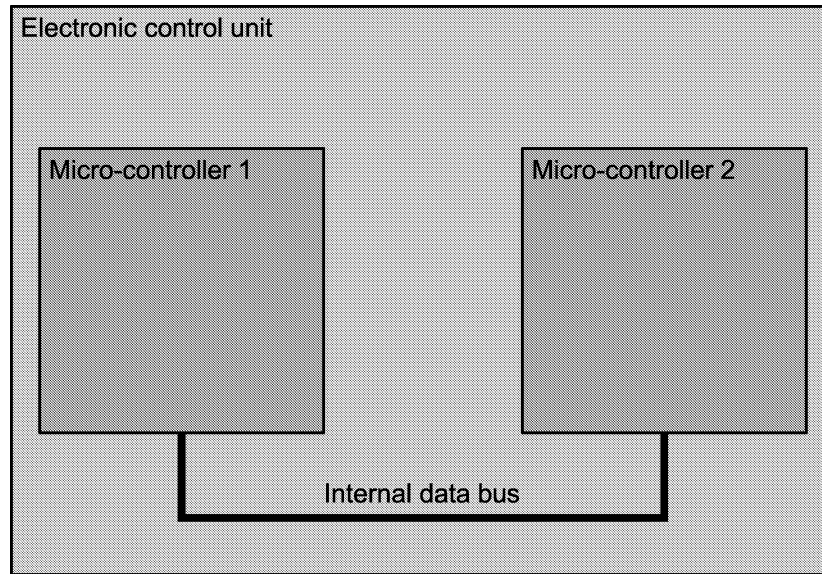 Electronic control unit
Micro-controller 1
Micro-controller 2
Internal data bus